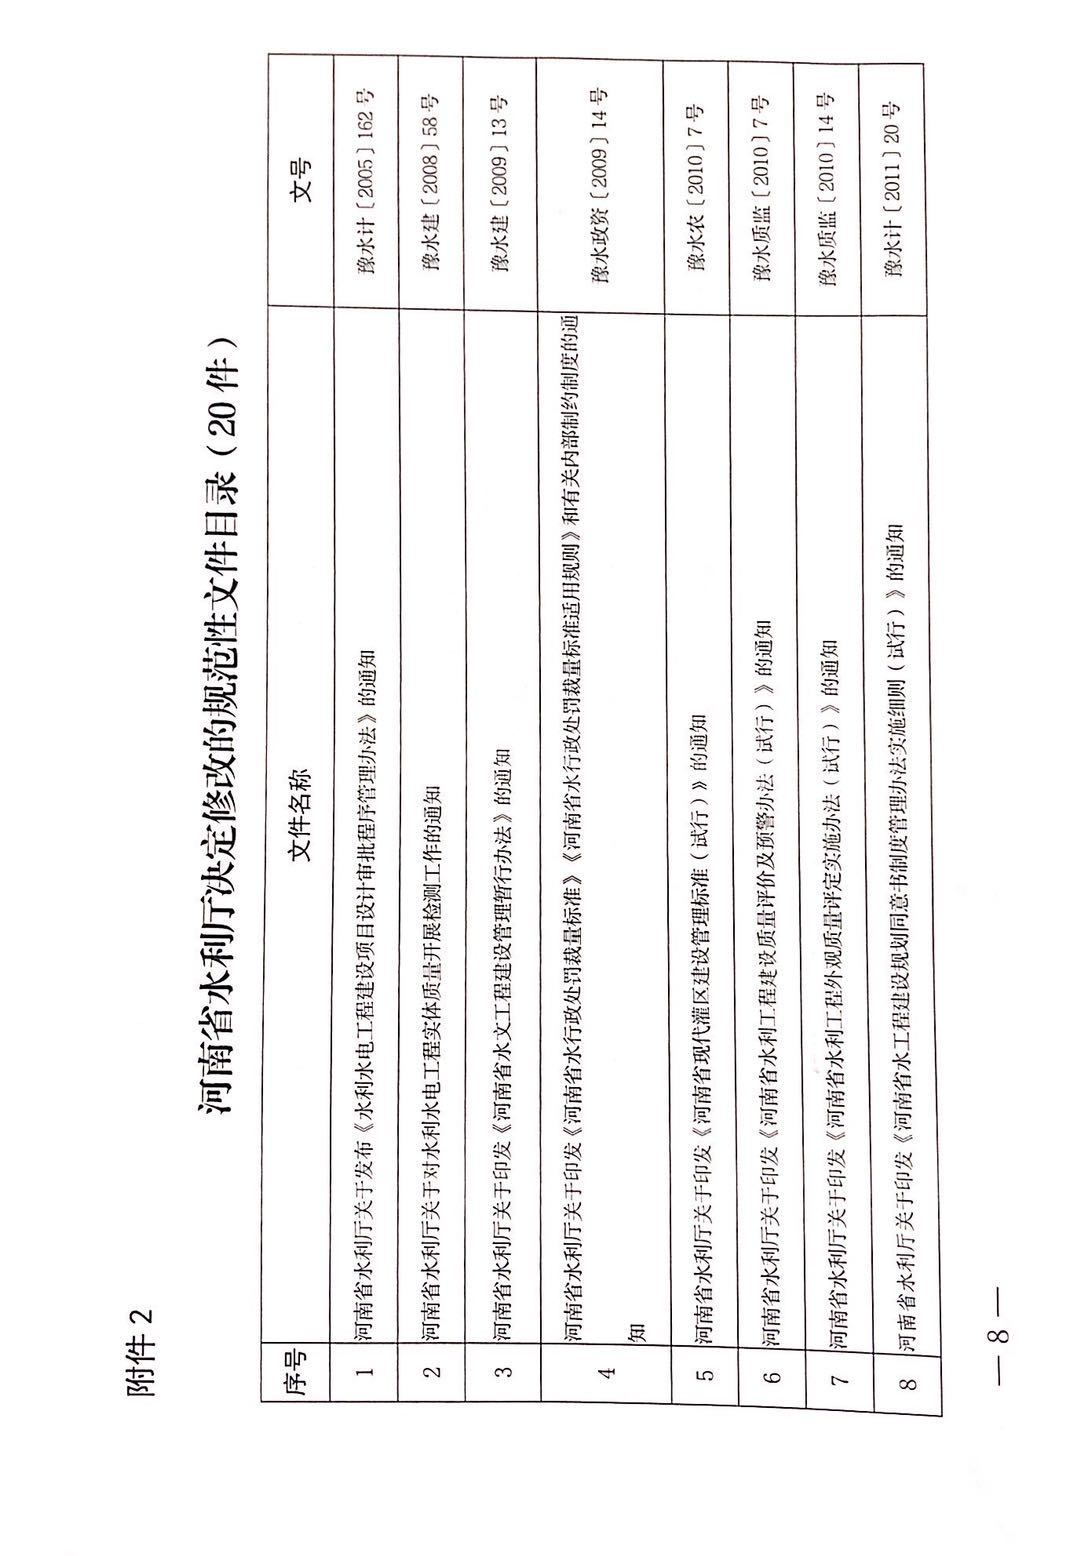 附件 2
河南省水利厅决定修改的规范性文件目录（20 件）
序号 文件名称 文号
1 河南省水利厅关于发布《水利水电工程建设项目设计审批程序管理办法》的通知 豫水计〔2005〕162 号
2 河南省水利厅关于对水利水电工程实体质量开展检测工作的通知 豫水建〔2008〕58 号
3 河南省水利厅关于印发《河南省水文工程建设管理暂行办法》的通知 豫水建〔2009〕13 号
4 河南省水利厅关于印发《河南省水行政处罚裁量标准》《河南省水行政处罚裁量标准适用规则》和有关内部制约制度的通 豫水政资〔2009〕14 号
知
5 河南省水利厅关于印发《河南省现代灌区建设管理标准（试行）》的通知 豫水农〔2010〕7 号
6 河南省水利厅关于印发《河南省水利工程建设质量评价及预警办法（试行）》的通知 豫水质监〔2010〕7 号
7 河南省水利厅关于印发《河南省水利工程外观质量评定实施办法（试行）》的通知 豫水质监〔2010〕14 号
8 河南省水利厅关于印发《河南省水工程建设规划同意书制度管理办法实施细则（试行）》的通知 豫水计〔2011〕20 号
— 8 —